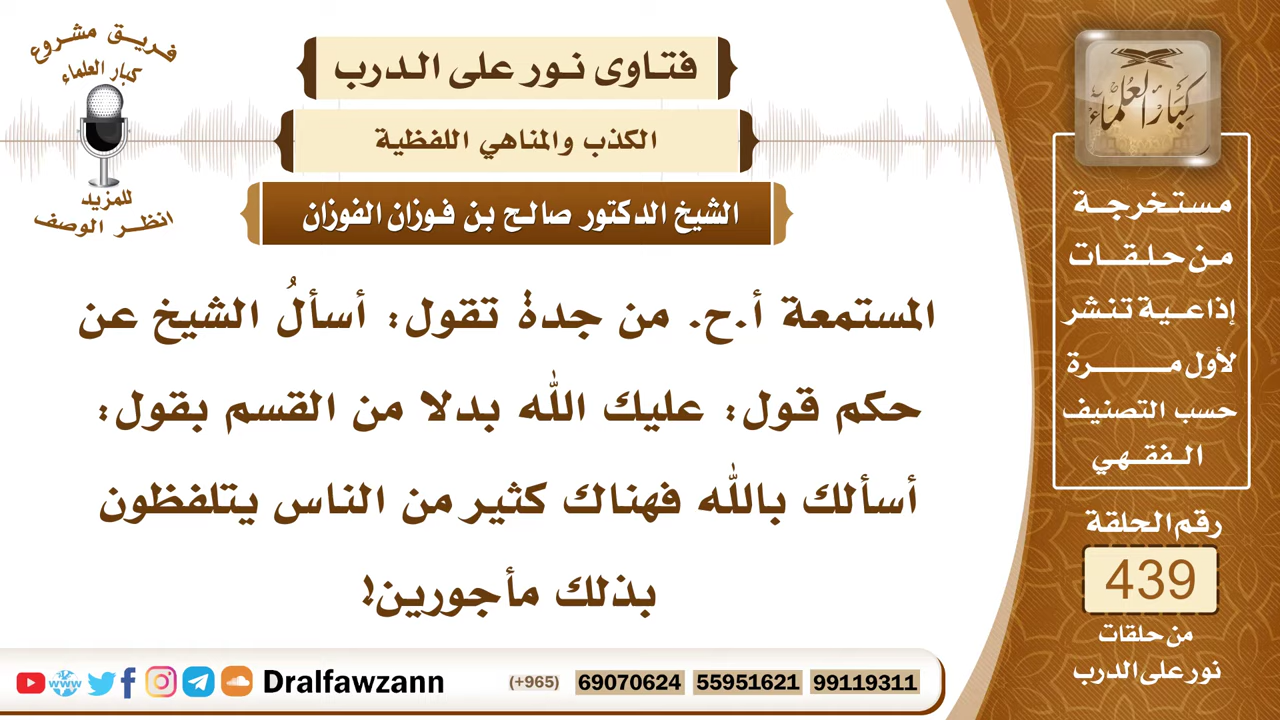 فريق مشروع
كبار العلماء
للمزيد
انظر الوصف
فتاوى نور على الدرب
الكذب والمناهي اللفظية
الشيخ الدكتور صالح بن فوزان الفوزان
المستمعة أ.ح. من جدة تقول: أسألُ الشيخ عن
حكم قول: عليك الله بدلا من القسم بقول:
أسألك بالله فهناك كثير من الناس يتلفظون
بذلك مأجورين!
كبار العلماء
مستخرجة
من حلقات
إذاعية تنشر
لأول مرة
حسب التصنيف
الفقهي
رقم الحلقة
439
من حلقات
نور على الدرب
www
Dralfawzann
(+965) 69070624 55951621 99119311